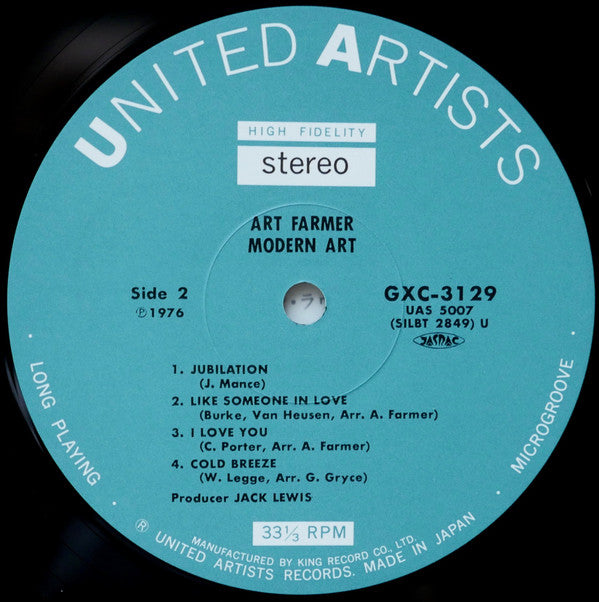 UNITED ARTISTS
HIGH FIDELITY
stereo
ART FARMER
MODERN ART
Side 2
℗1976
GXC-3129
UAS 5007
(SILBT 2849) U
JASRAC
1. JUBILATION
(J. Mance)
2. LIKE SOMEONE IN LOVE
(Burke, Van Heusen, Arr. A. Farmer)
3. I LOVE YOU
(C. Porter, Arr. A. Farmer)
4. COLD BREEZE
(W. Legge, Arr. G. Gryce)
Producer JACK LEWIS
33⅓ RPM
· LONG PLAYING ·
· MICROGROOVE ·
MANUFACTURED BY KING RECORD CO., LTD.
® UNITED ARTISTS RECORDS. MADE IN JAPAN